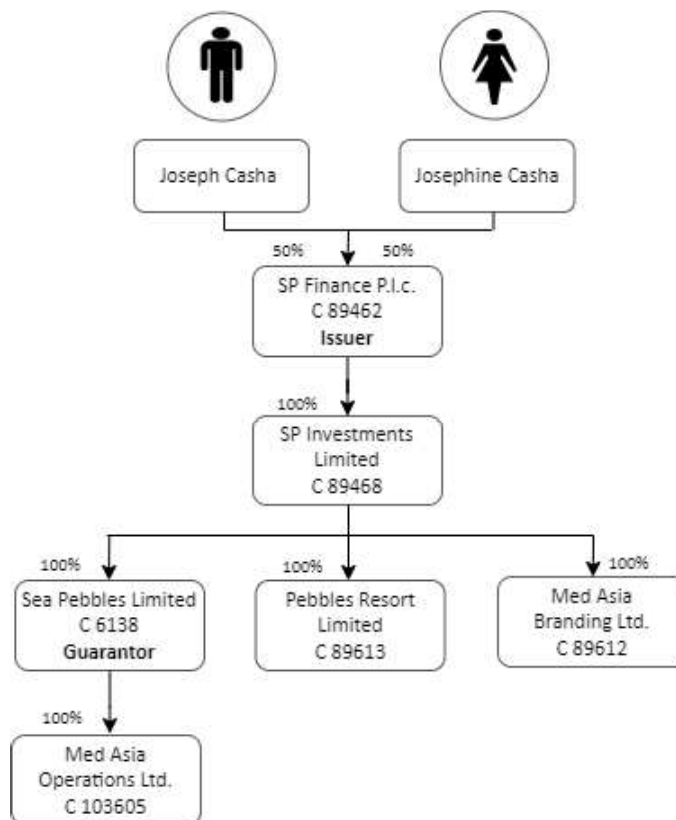 Joseph Casha
Josephine Casha
50%
50%
SP Finance P.l.c.
C 89462
Issuer
100%
SP Investments
Limited
C 89468
100%
Sea Pebbles Limited
C 6138
Guarantor
100%
Pebbles Resort
Limited
C 89613
100%
Med Asia
Branding Ltd.
C 89612
100%
Med Asia
Operations Ltd.
C 103605